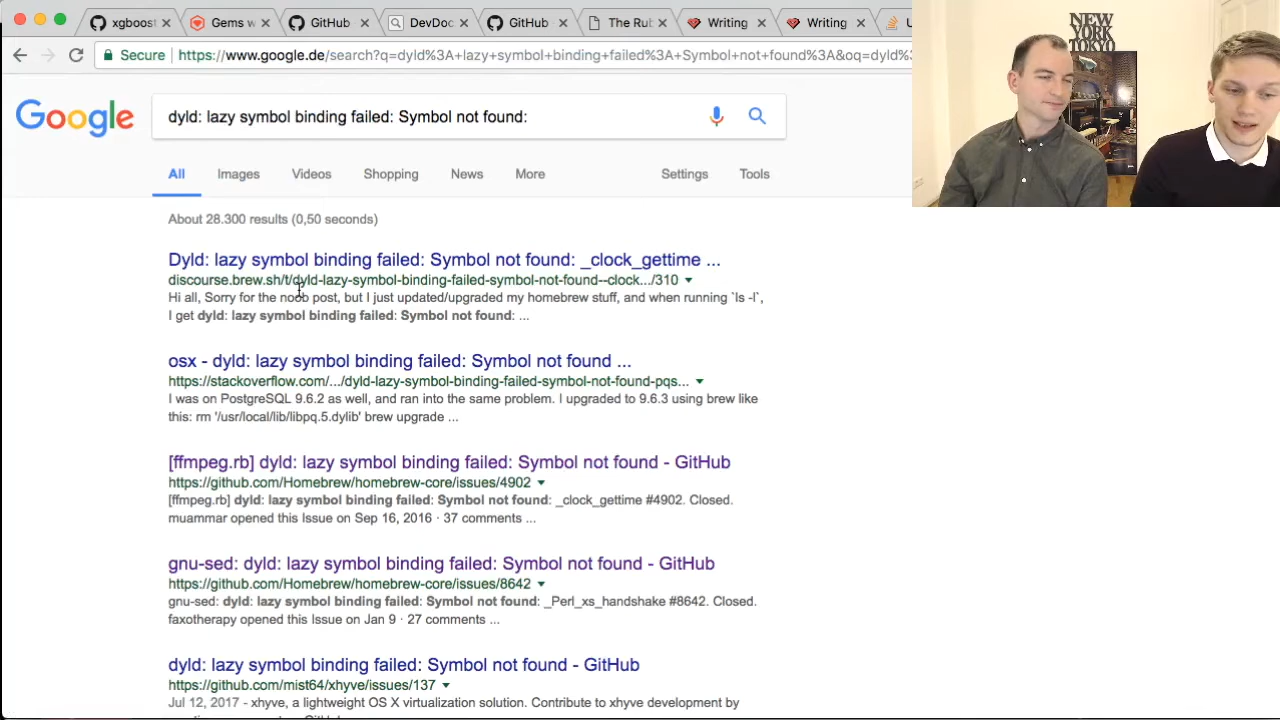 xgboost
Gems w
GitHub
DevDoc
GitHub
The Rub
Writing
Writing
Secure
https://www.google.de/search?q=dyld%3A+lazy+symbol+binding+failed%3A+Symbol+not+found%3A&oq=dyld%
NEW
YORK
TOKYO
Google
dyld: lazy symbol binding failed: Symbol not found:
All
Images
Videos
Shopping
News
More
Settings
Tools
About 28.300 results (0,50 seconds)
Dyld: lazy symbol binding failed: Symbol not found: _clock_gettime ...
discourse.brew.sh/t/dyld-lazy-symbol-binding-failed-symbol-not-found--clock.../310
Hi all, Sorry for the noob post, but I just updated/upgraded my homebrew stuff, and when running `ls -l`,
I get dyld: lazy symbol binding failed: Symbol not found: ...
osx - dyld: lazy symbol binding failed: Symbol not found ...
https://stackoverflow.com/.../dyld-lazy-symbol-binding-failed-symbol-not-found-pqs...
I was on PostgreSQL 9.6.2 as well, and ran into the same problem. I upgraded to 9.6.3 using brew like
this: rm '/usr/local/lib/libpq.5.dylib' brew upgrade ...
[ffmpeg.rb] dyld: lazy symbol binding failed: Symbol not found - GitHub
https://github.com/Homebrew/homebrew-core/issues/4902
[ffmpeg.rb] dyld: lazy symbol binding failed: Symbol not found: _clock_gettime #4902. Closed.
muammar opened this Issue on Sep 16, 2016 · 37 comments ...
gnu-sed: dyld: lazy symbol binding failed: Symbol not found - GitHub
https://github.com/Homebrew/homebrew-core/issues/8642
gnu-sed: dyld: lazy symbol binding failed: Symbol not found: _Perl_xs_handshake #8642. Closed.
faxotherapy opened this Issue on Jan 9 · 27 comments ...
dyld: lazy symbol binding failed: Symbol not found - GitHub
https://github.com/mist64/xhyve/issues/137
Jul 12, 2017 - xhyve, a lightweight OS X virtualization solution. Contribute to xhyve development by